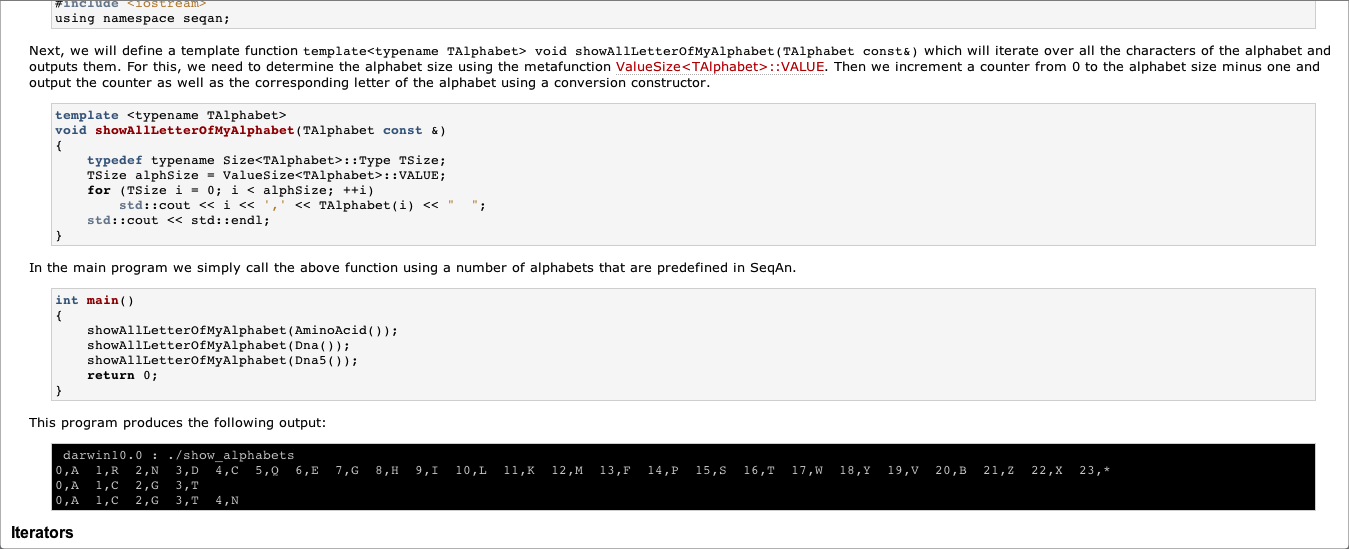 #include <iostream>
using namespace seqan;
Next, we will define a template function template<typename TAlphabet> void showAllLetterOfMyAlphabet(TAlphabet const&) which will iterate over all the characters of the alphabet and
outputs them. For this, we need to determine the alphabet size using the metafunction ValueSize<TAlphabet>::VALUE. Then we increment a counter from 0 to the alphabet size minus one and
output the counter as well as the corresponding letter of the alphabet using a conversion constructor.
template <typename TAlphabet>
void showAllLetterOfMyAlphabet(TAlphabet const &)
{
    typedef typename Size<TAlphabet>::Type TSize;
    TSize alphSize = ValueSize<TAlphabet>::VALUE;
    for (TSize i = 0; i < alphSize; ++i)
        std::cout << i << ',' << TAlphabet(i) << "  ";
    std::cout << std::endl;
}
In the main program we simply call the above function using a number of alphabets that are predefined in SeqAn.
int main()
{
    showAllLetterOfMyAlphabet(AminoAcid());
    showAllLetterOfMyAlphabet(Dna());
    showAllLetterOfMyAlphabet(Dna5());
    return 0;
}
This program produces the following output:
darwin10.0 : ./show_alphabets
0,A  1,R  2,N  3,D  4,C  5,Q  6,E  7,G  8,H  9,I  10,L  11,K  12,M  13,F  14,P  15,S  16,T  17,W  18,Y  19,V  20,B  21,Z  22,X  23,*
0,A  1,C  2,G  3,T
0,A  1,C  2,G  3,T  4,N
Iterators